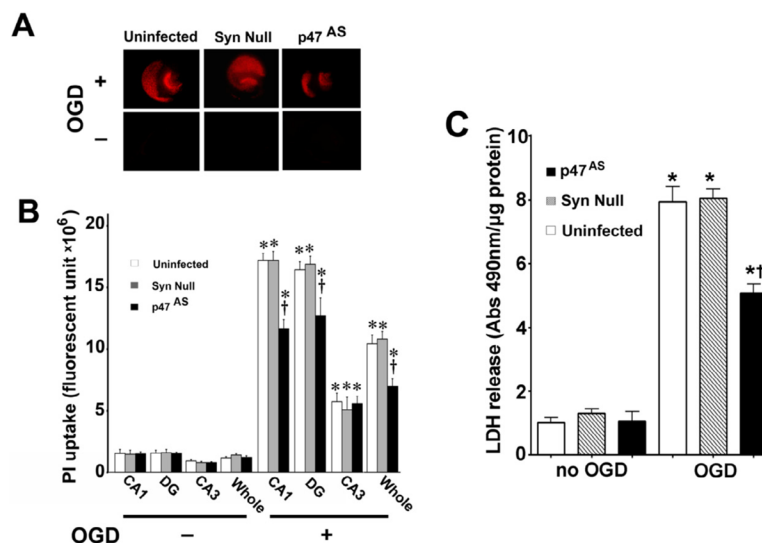 A
Uninfected Syn Null p47 AS
OGD
+
–
B
PI uptake (fluorescent unit ×10⁶)
20
15
10
5
0
Uninfected
Syn Null
p47 AS
** ** *** **
* * *
† † †
CA1 DG CA3 Whole CA1 DG CA3 Whole
OGD – +
C
LDH release (Abs 490nm/µg protein)
10
8
6
4
2
0
p47 AS
Syn Null
Uninfected
* * *†
no OGD OGD